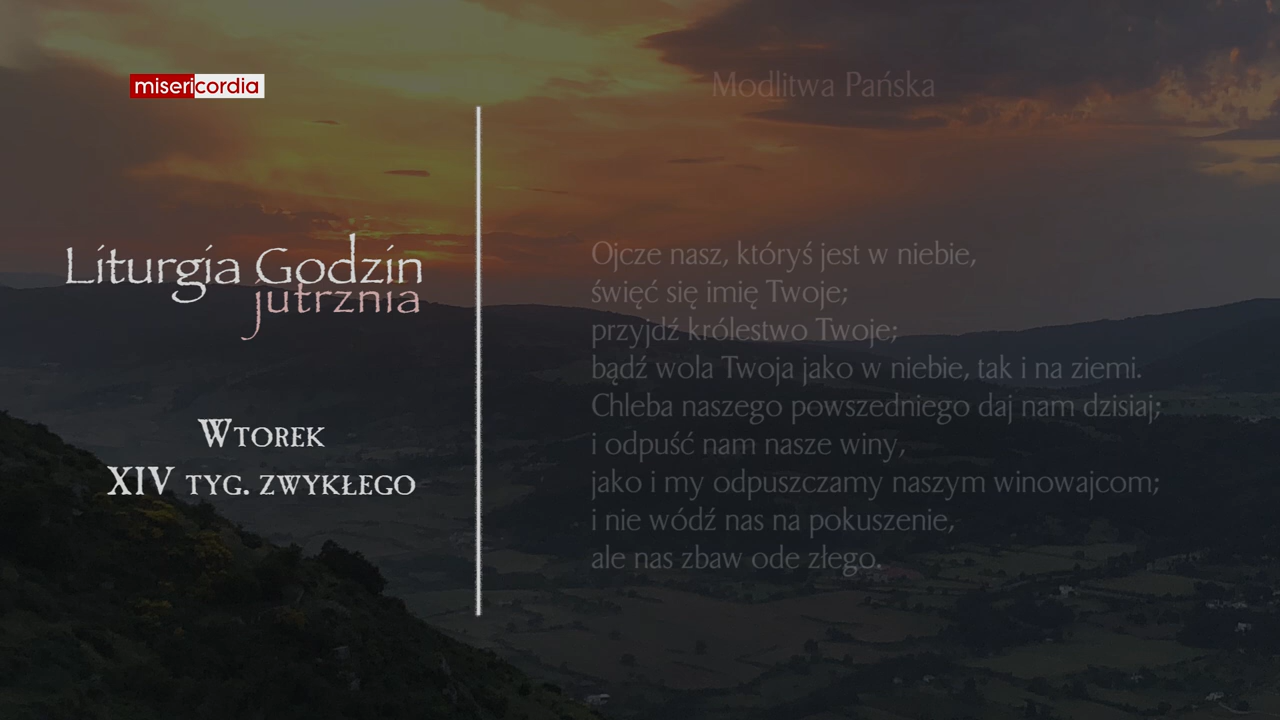 misericordia
Liturgia Godzin
jutrznia
Wtorek
XIV tyg. zwykłego
Modlitwa Pańska
Ojcze nasz, któryś jest w niebie,
święć się imię Twoje;
przyjdź królestwo Twoje;
bądź wola Twoja jako w niebie, tak i na ziemi.
Chleba naszego powszedniego daj nam dzisiaj;
i odpuść nam nasze winy,
jako i my odpuszczamy naszym winowajcom;
i nie wódź nas na pokuszenie,
ale nas zbaw ode złego.